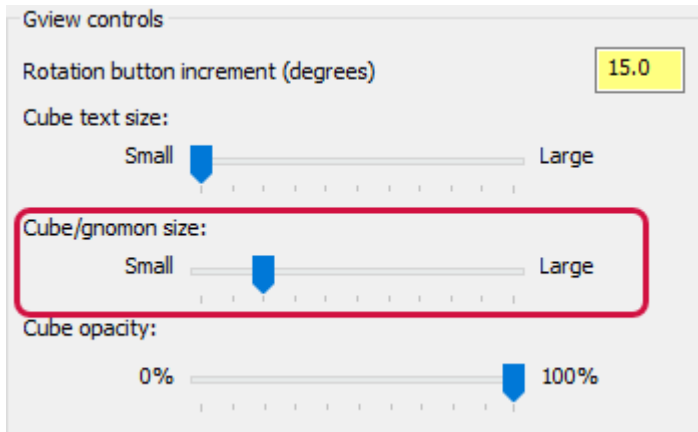 Gview controls
Rotation button increment (degrees) 15.0
Cube text size:
Small Large
Cube/gnomon size:
Small Large
Cube opacity:
0% 100%